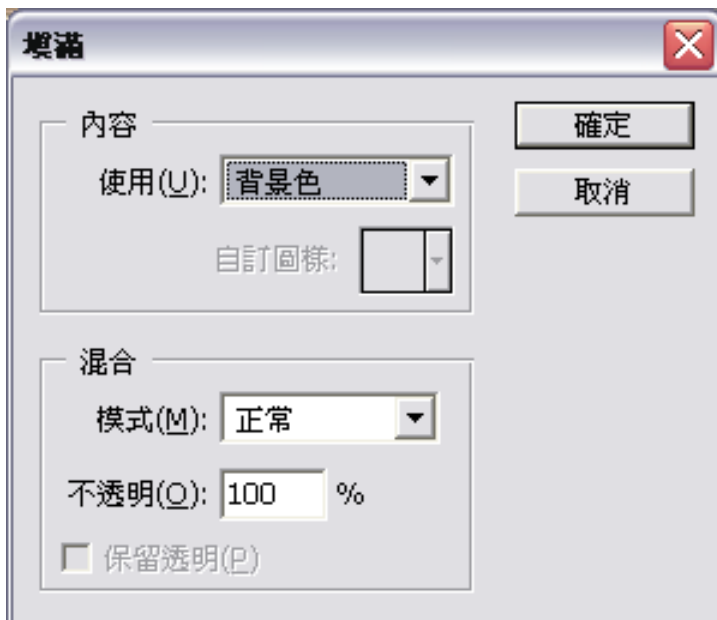 填滿
內容
確定
使用(U): 背景色
取消
自訂圖樣:
混合
模式(M): 正常
不透明(O): 100 %
保留透明(P)